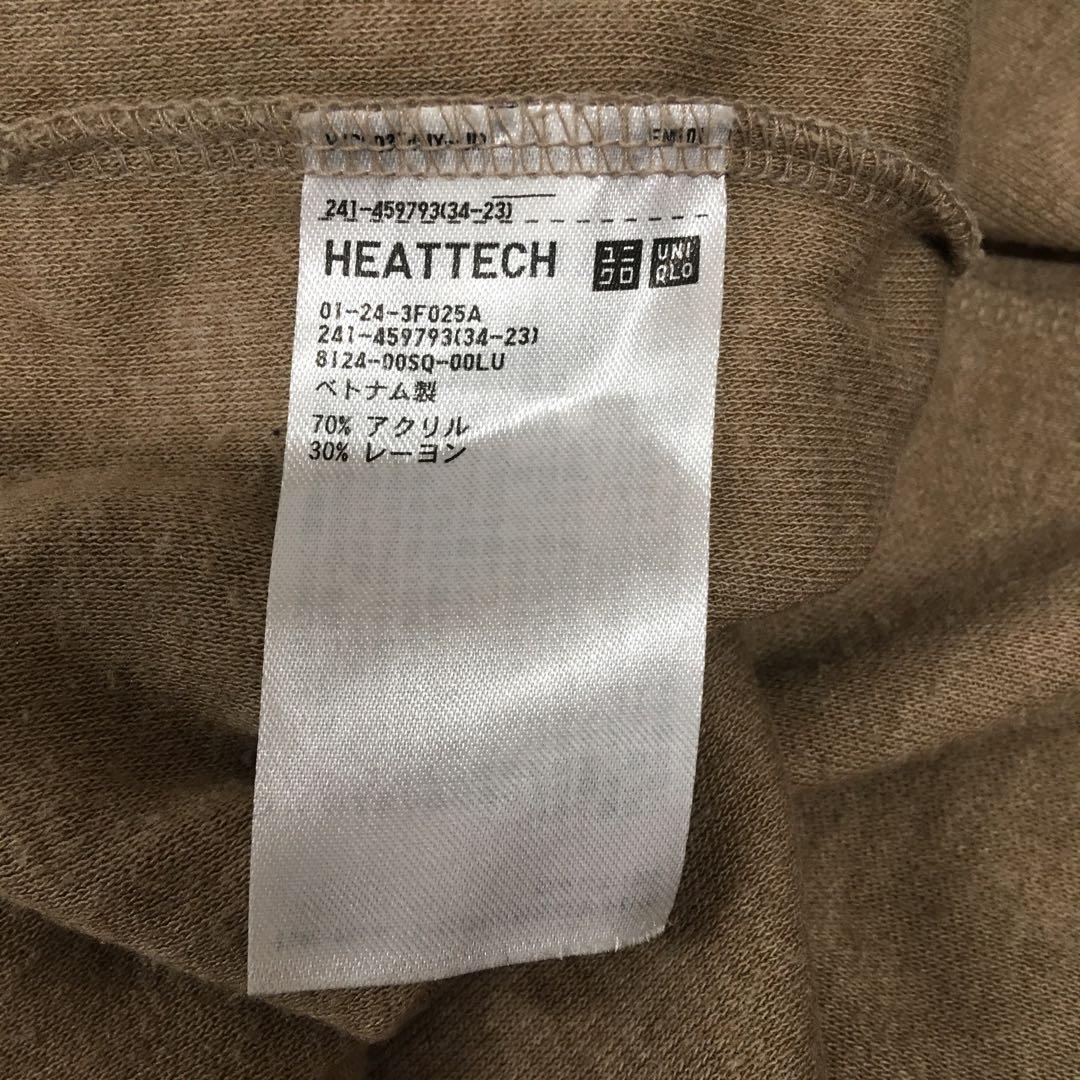 241-459793(34-23)
HEATTECH ユニクロ UNIQLO
01-24-3F025A
241-459793(34-23)
8124-00SQ-00LU
ベトナム製
70% アクリル
30% レーヨン